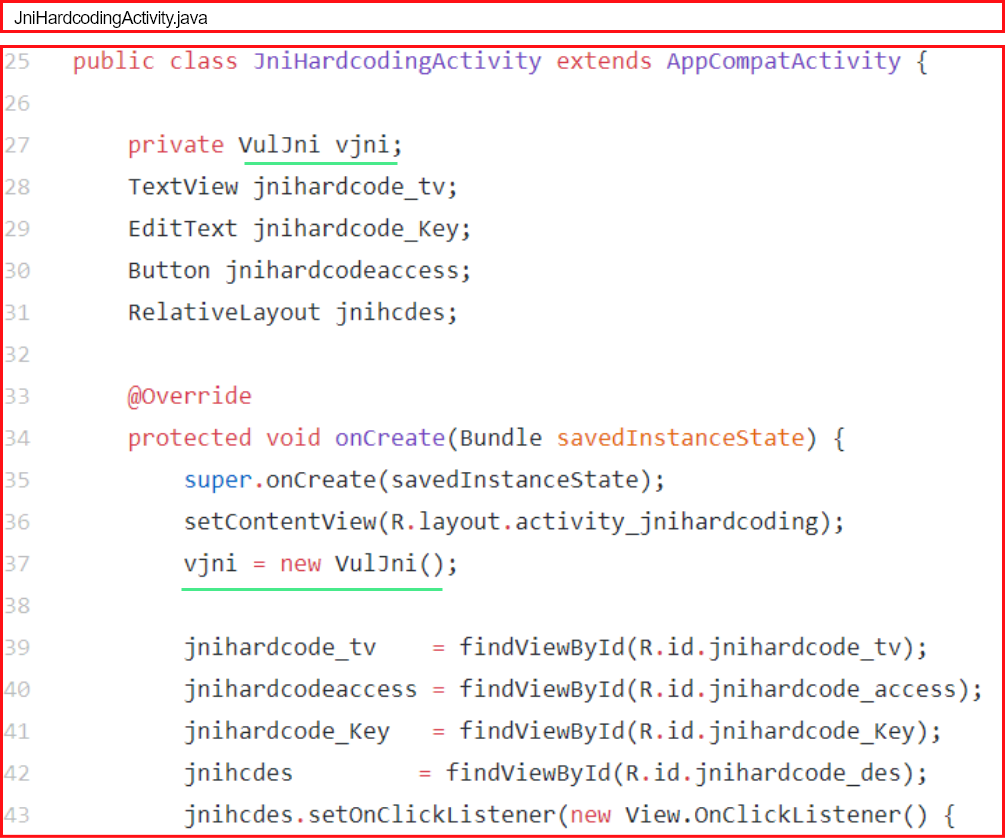 JniHardcodingActivity.java
25 public class JniHardcodingActivity extends AppCompatActivity {
26
27 private VulJni vjni;
28 TextView jnihardcode_tv;
29 EditText jnihardcode_Key;
30 Button jnihardcodeaccess;
31 RelativeLayout jnihcdes;
32
33 @Override
34 protected void onCreate(Bundle savedInstanceState) {
35 super.onCreate(savedInstanceState);
36 setContentView(R.layout.activity_jnihardcoding);
37 vjni = new VulJni();
38
39 jnihardcode_tv = findViewById(R.id.jnihardcode_tv);
40 jnihardcodeaccess = findViewById(R.id.jnihardcode_access);
41 jnihardcode_Key = findViewById(R.id.jnihardcode_Key);
42 jnihcdes = findViewById(R.id.jnihardcode_des);
43 jnihcdes.setOnClickListener(new View.OnClickListener() {